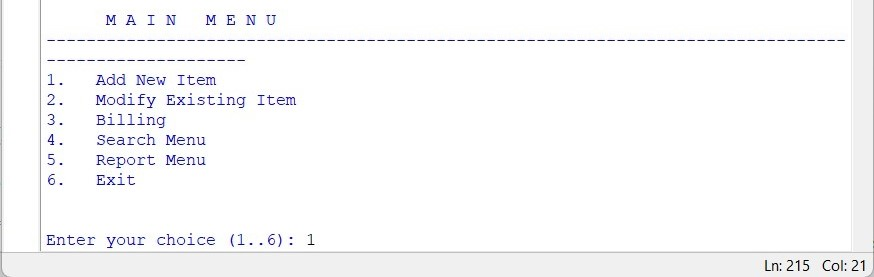 M A I N   M E N U
--------------------------------------------------------------------------------
--------------------
1.   Add New Item
2.   Modify Existing Item
3.   Billing
4.   Search Menu
5.   Report Menu
6.   Exit
Enter your choice (1..6): 1
Ln: 215   Col: 21